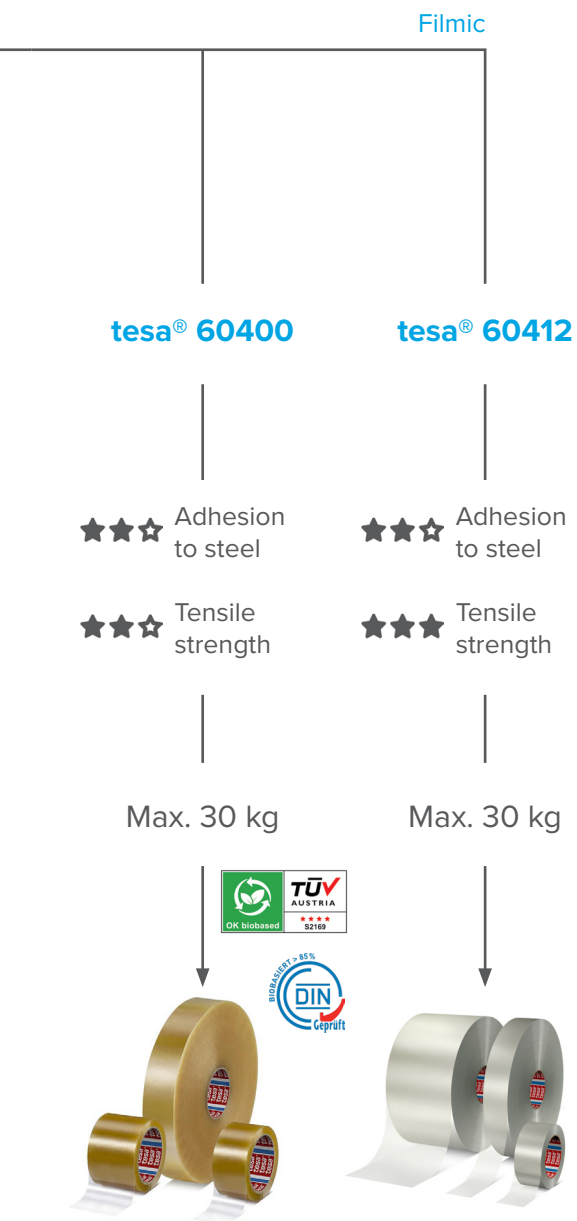 Filmic
tesa® 60400
tesa® 60412
Adhesion
to steel
Tensile
strength
Adhesion
to steel
Tensile
strength
Max. 30 kg
Max. 30 kg
OK biobased
TÜV
AUSTRIA
S2169
BIOBASIERT > 85%
DIN
Geprüft